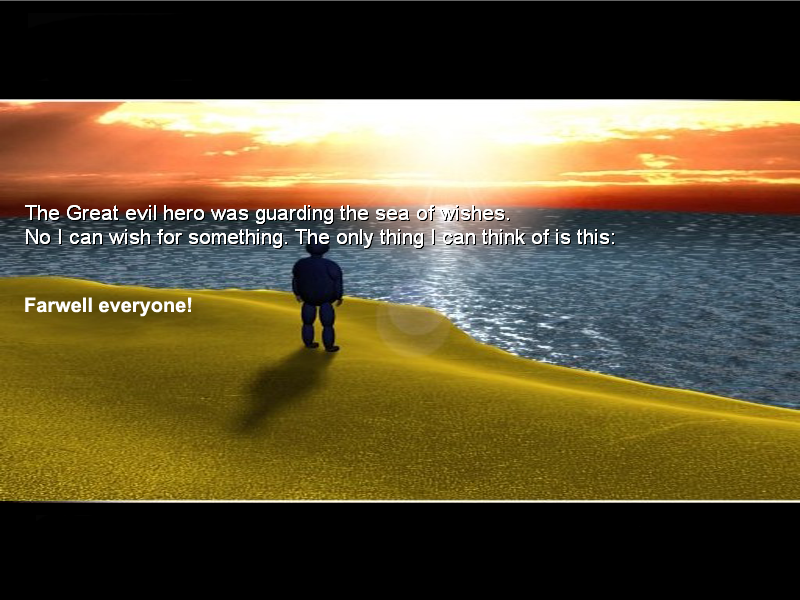 The Great evil hero was guarding the sea of wishes.
No I can wish for something. The only thing I can think of is this:
Farwell everyone!